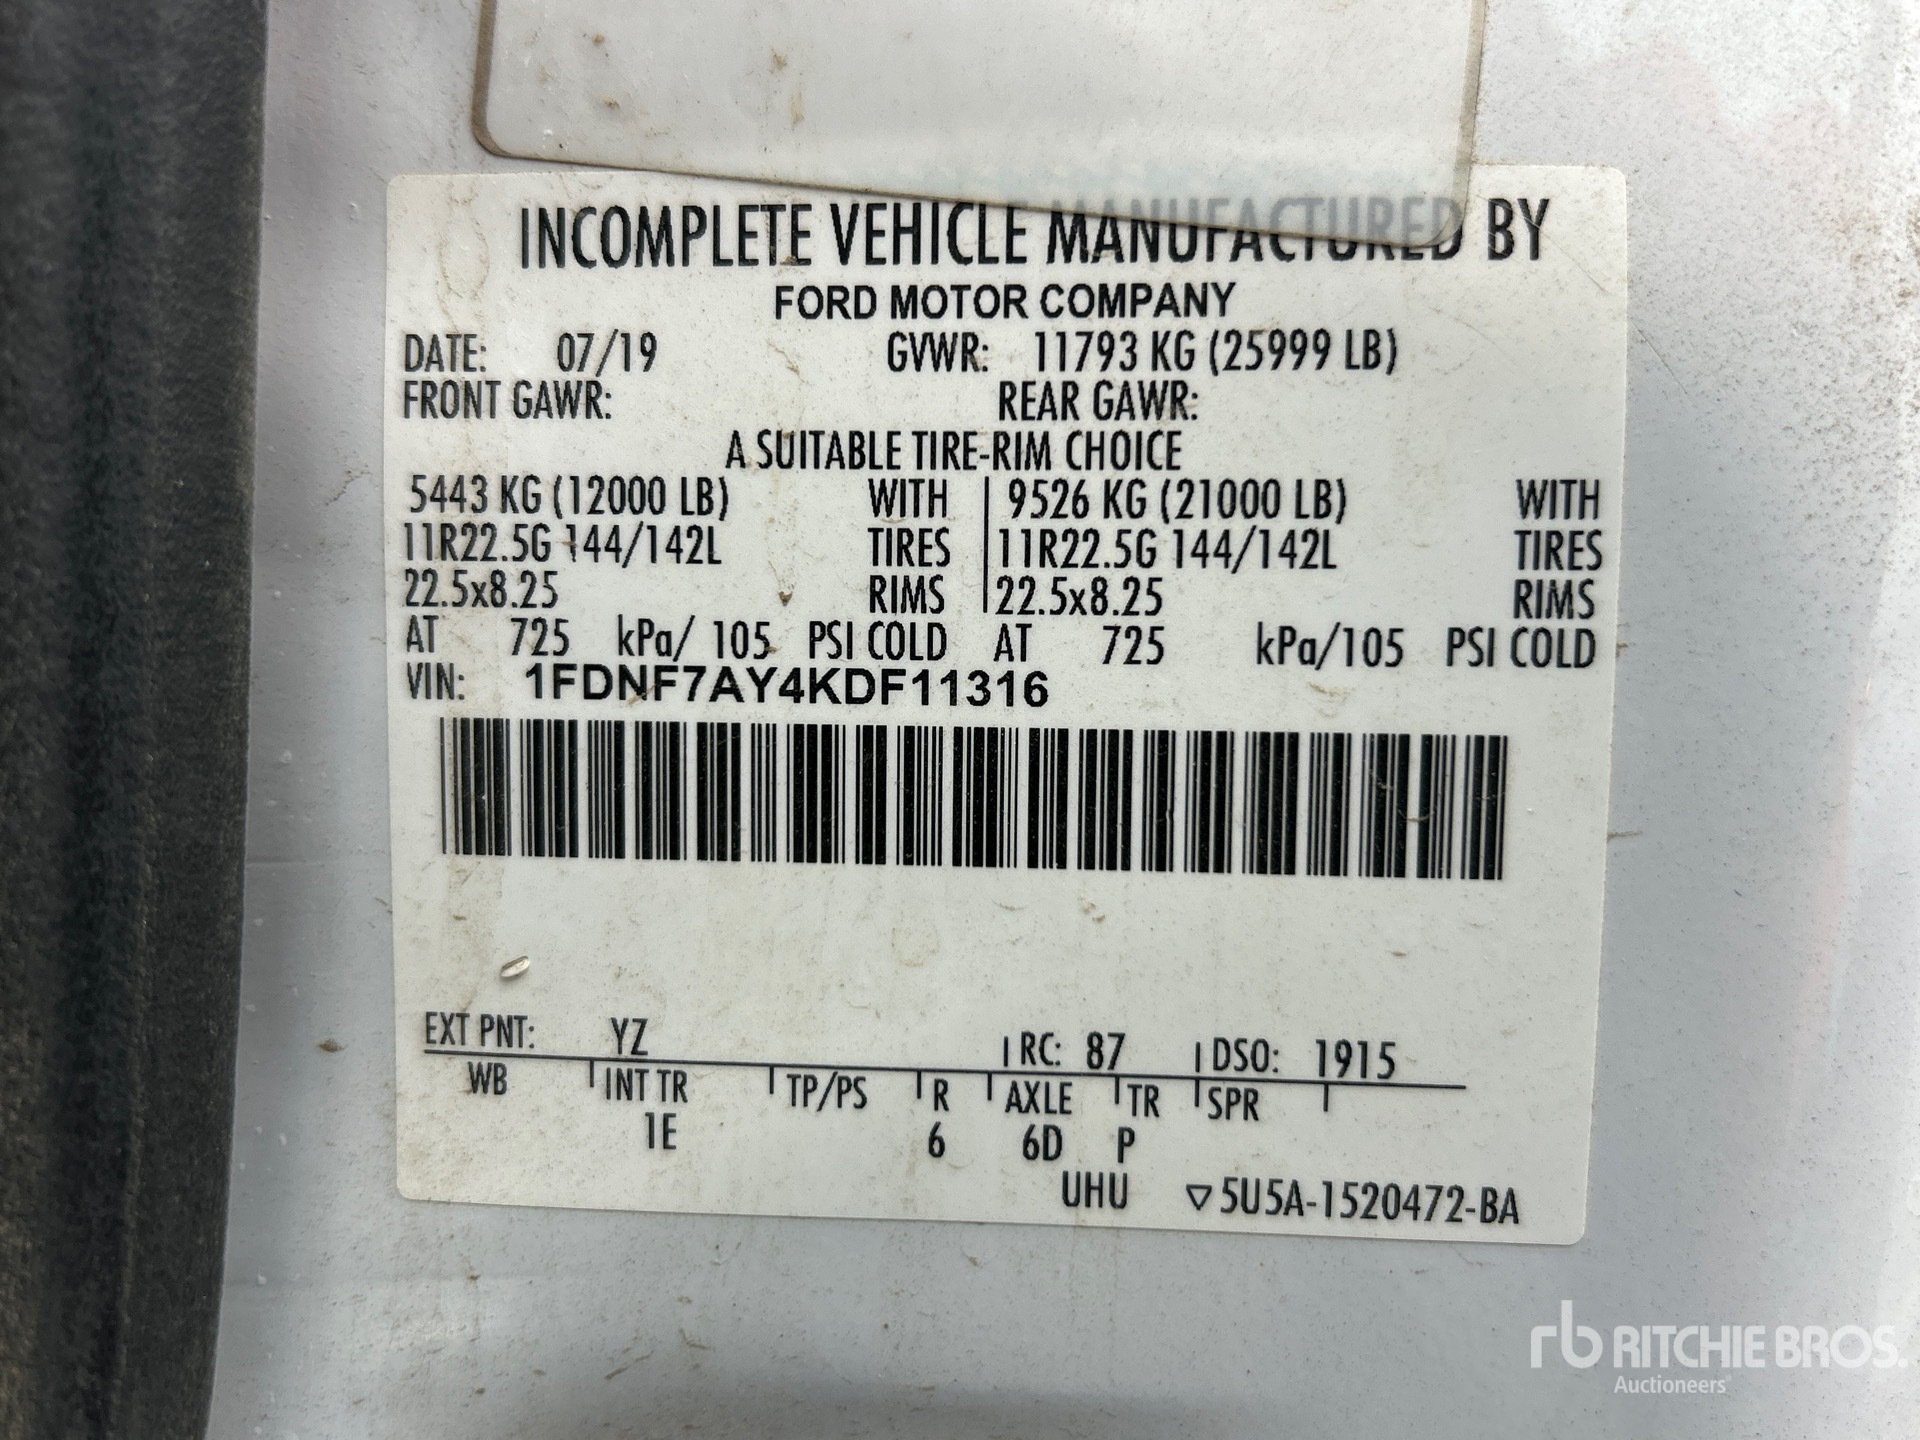 INCOMPLETE VEHICLE MANUFACTURED BY
FORD MOTOR COMPANY
DATE: 07/19 GVWR: 11793 KG (25999 LB)
FRONT GAWR: REAR GAWR:
A SUITABLE TIRE-RIM CHOICE
5443 KG (12000 LB) WITH | 9526 KG (21000 LB) WITH
11R22.5G 144/142L TIRES | 11R22.5G 144/142L TIRES
22.5x8.25 RIMS | 22.5x8.25 RIMS
AT 725 kPa/ 105 PSI COLD AT 725 kPa/105 PSI COLD
VIN: 1FDNF7AY4KDF11316
EXT PNT: YZ | RC: 87 | DSO: 1915
WB | INT TR | TP/PS | R | AXLE | TR | SPR |
1E 6 6D P
UHU ▽5U5A-1520472-BA
rb RITCHIE BROS.
Auctioneers